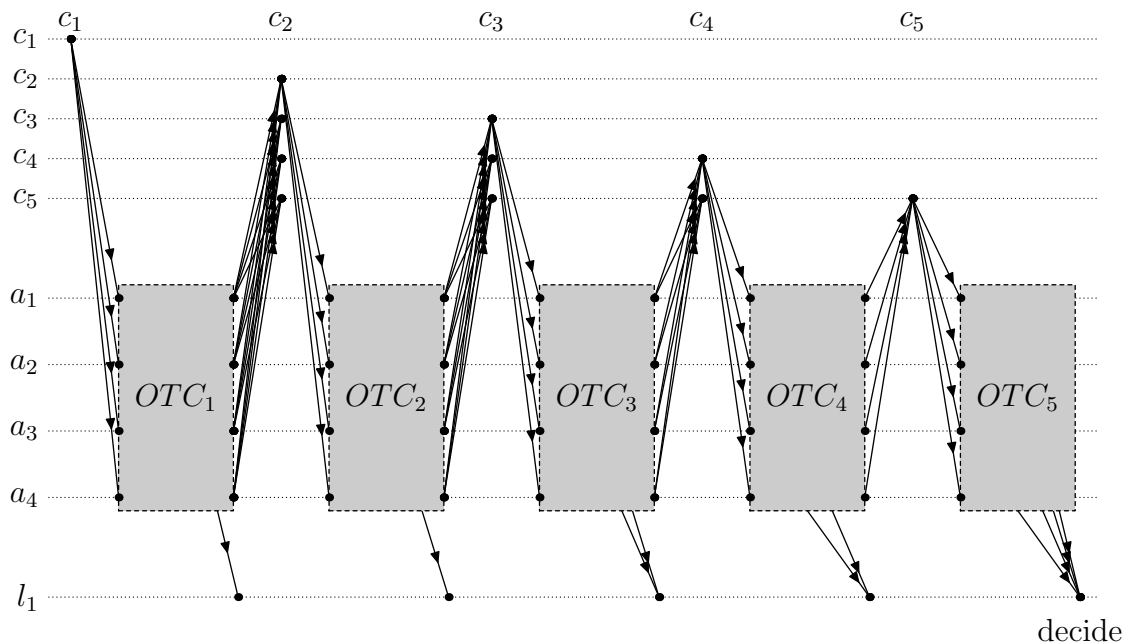 c₁ c₂ c₃ c₄ c₅
c₁
c₂
c₃
c₄
c₅
a₁
a₂
OTC₁ OTC₂ OTC₃ OTC₄ OTC₅
a₃
a₄
l₁
decide